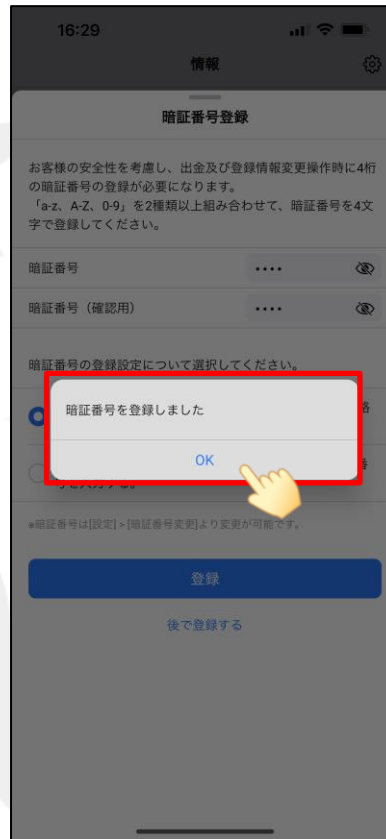 16:29
情報
暗証番号登録
お客様の安全性を考慮し、出金及び登録情報変更操作時に4桁
の暗証番号の登録が必要になります。
「a-z、A-Z、0-9」を2種類以上組み合わせて、暗証番号を4文
字で登録してください。
暗証番号 ••••
暗証番号（確認用） ••••
暗証番号の登録設定について選択してください。
暗証番号を登録しました
OK
*暗証番号は[設定] > [暗証番号変更]より変更が可能です。
登録
後で登録する